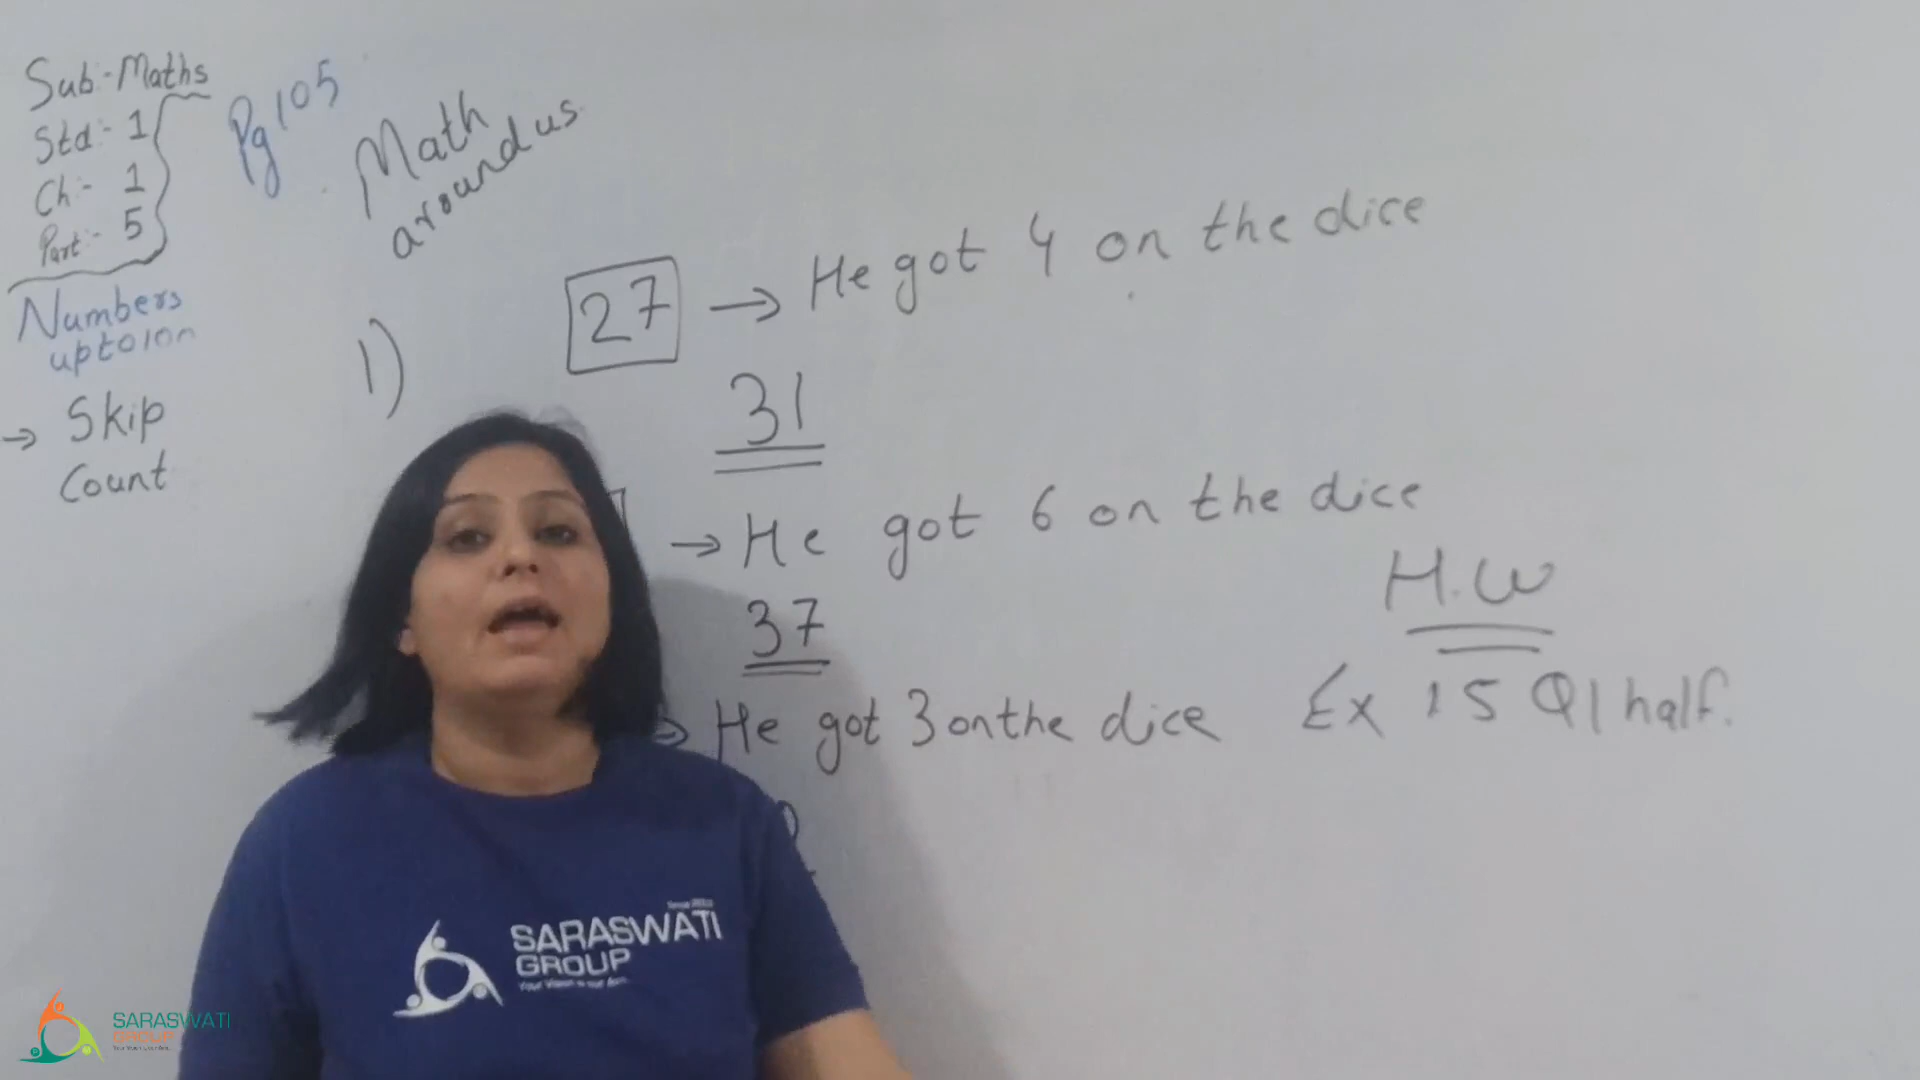 Sub:- Maths
Std:- 1
Ch:- 1
Part:- 5
Numbers
upto
→ Skip
Count
Pg 105
Math
around us
1)
27 → He got 4 on the dice
31
→ He got 6 on the dice
37
He got 3 on the dice
H.W
Ex 15 Q1 half.
SARASWATI
GROUP
SARASWATI
GROUP